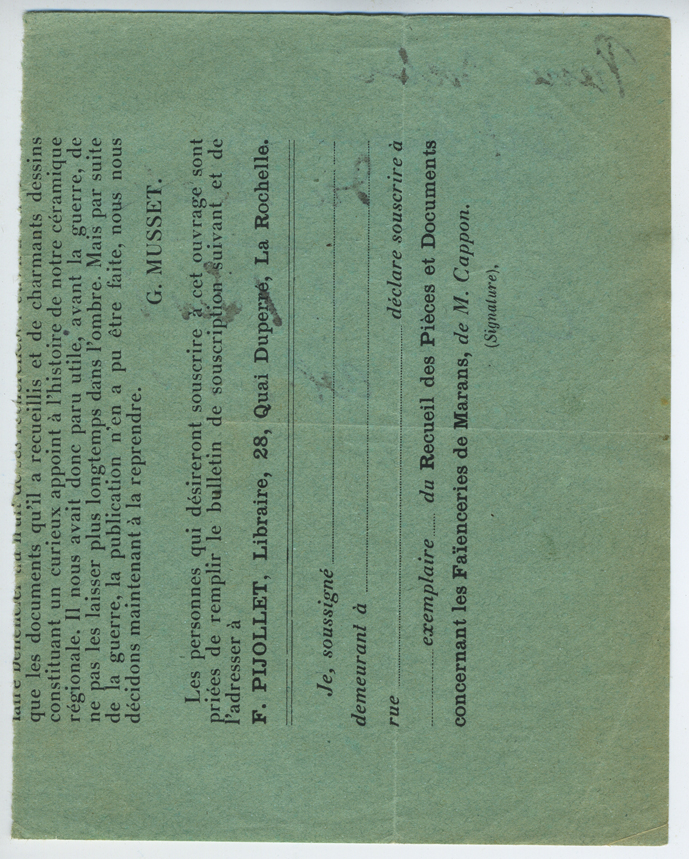 que les documents qu'il a recueillis et de charmants dessins
constituant un curieux appoint à l'histoire de notre céramique
régionale. Il nous avait donc paru utile, avant la guerre, de
ne pas les laisser plus longtemps dans l'ombre. Mais par suite
de la guerre, la publication n'en a pu être faite, nous nous
décidons maintenant à la reprendre.
G. MUSSET.
Les personnes qui désireront souscrire à cet ouvrage sont
priées de remplir le bulletin de souscription suivant et de
l'adresser à
F. PIJOLLET, Libraire, 28, Quai Duperré, La Rochelle.
Je, soussigné
demeurant à
rue déclare souscrire à
exemplaire du Recueil des Pièces et Documents
concernant les Faïenceries de Marans, de M. Cappon.
(Signature),